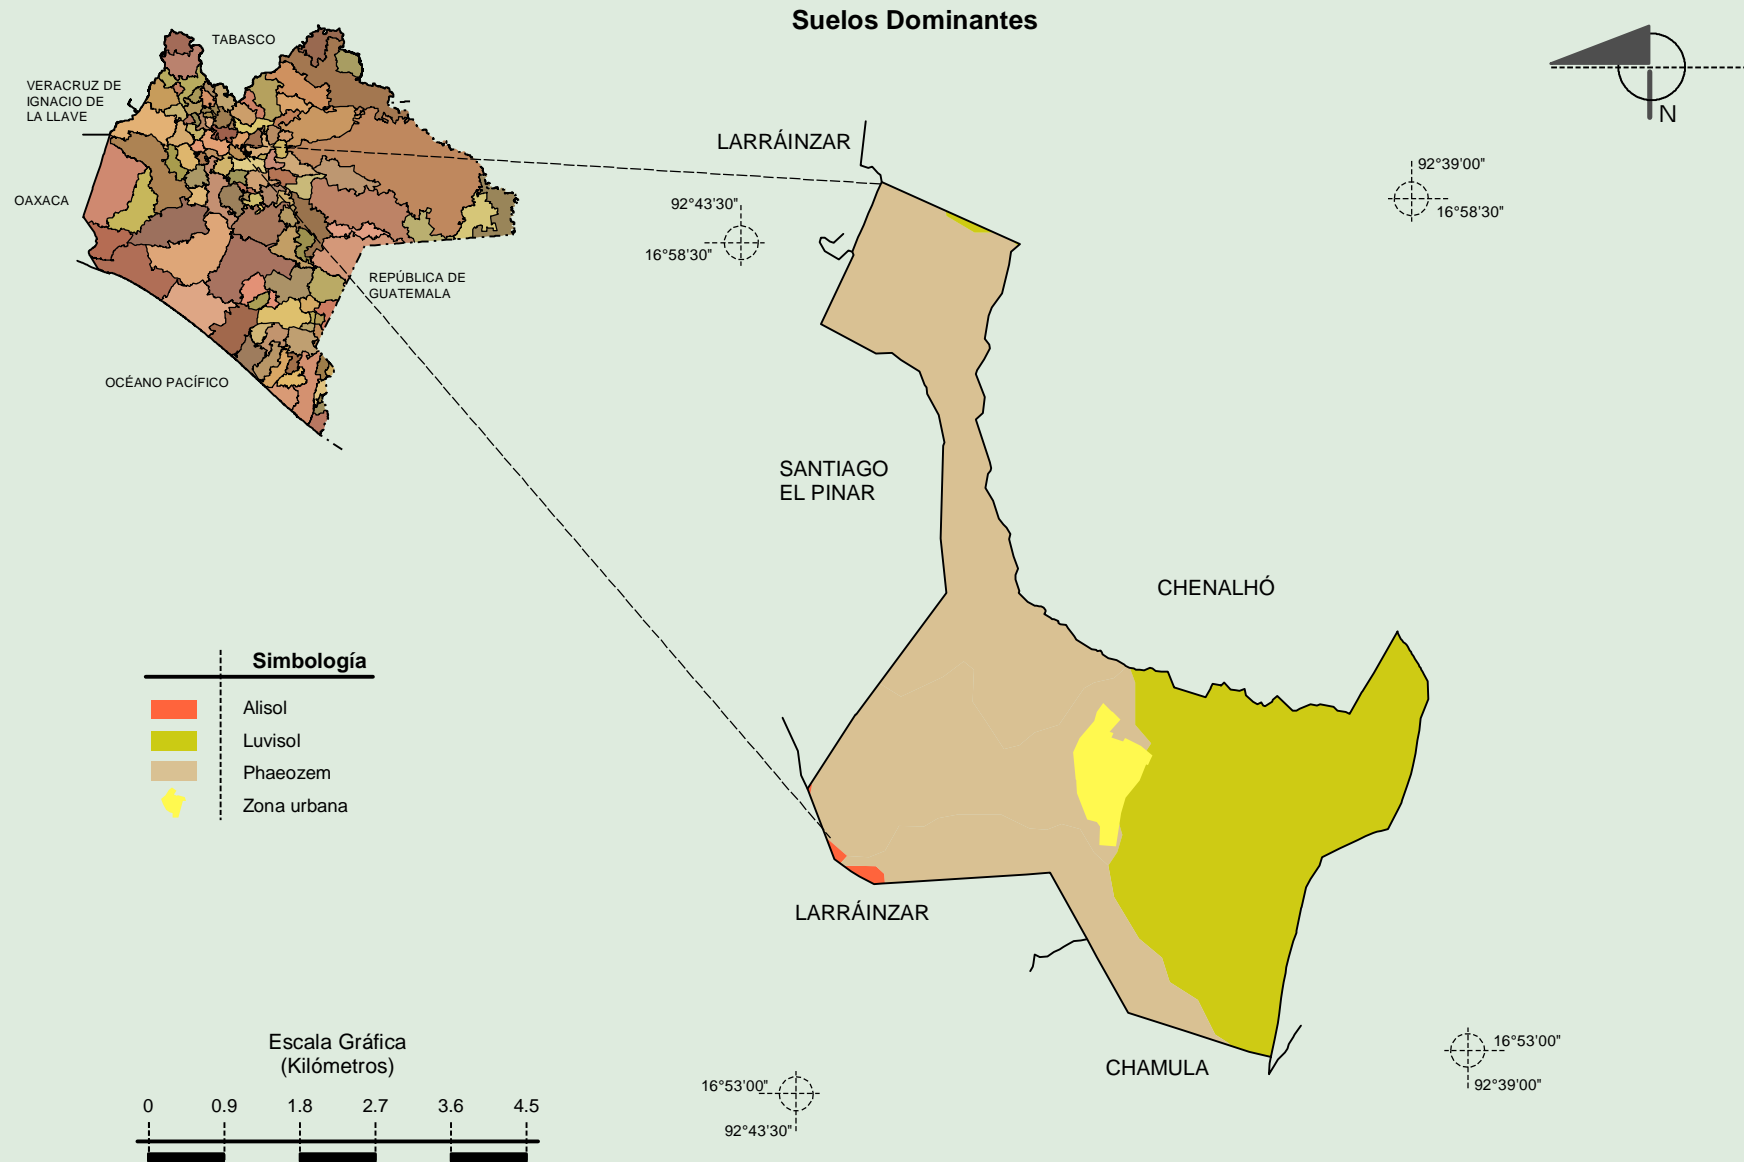 Suelos Dominantes
TABASCO
VERACRUZ DE
IGNACIO DE
LA LLAVE
OAXACA
REPÚBLICA DE
GUATEMALA
OCÉANO PACÍFICO
N
LARRÁINZAR
92°43'30"
16°58'30"
92°39'00"
16°58'30"
SANTIAGO
EL PINAR
CHENALHÓ
Simbología
Alisol
Luvisol
Phaeozem
Zona urbana
LARRÁINZAR
CHAMULA
16°53'00"
92°43'30"
16°53'00"
92°39'00"
Escala Gráfica
(Kilómetros)
0 0.9 1.8 2.7 3.6 4.5